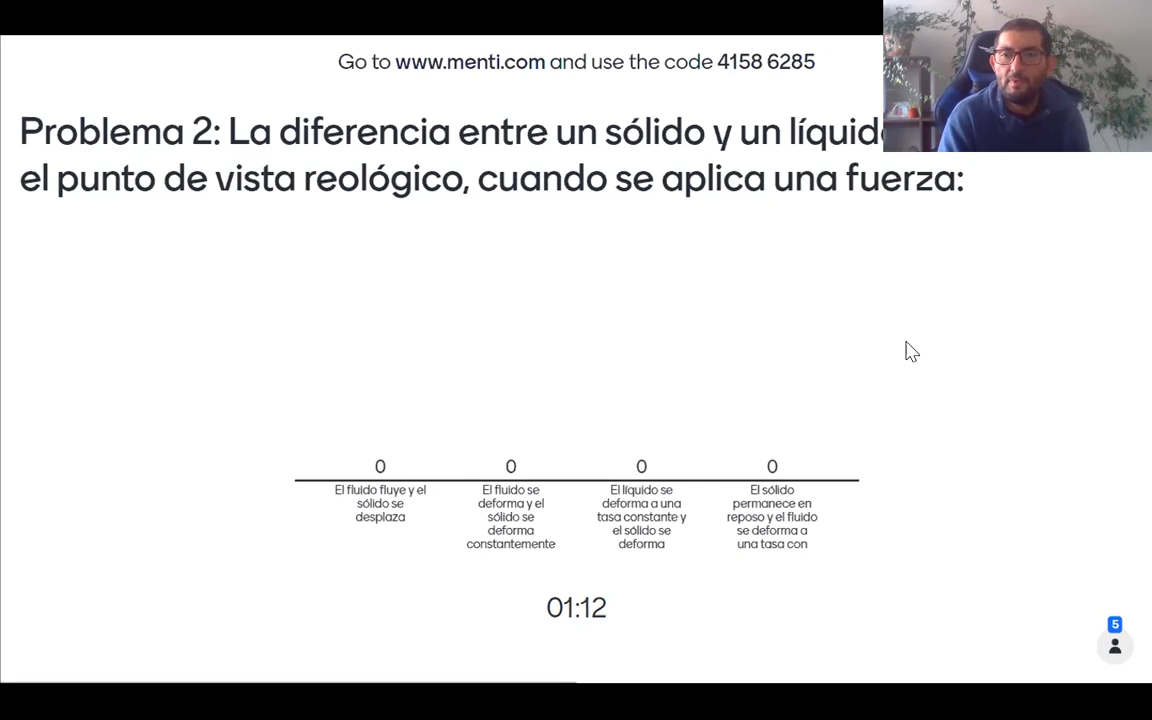 Go to www.menti.com and use the code 4158 6285
Problema 2: La diferencia entre un sólido y un
el punto de vista reológico, cuando se aplica una fuerza:
0
0
0
0
El fluido fluye y el
sólido se
desplaza
El fluido se
deforma y el
sólido se
deforma
constantemente
El líquido se
deforma a una
tasa constante y
el sólido se
deforma
El sólido
permanece en
reposo y el fluido
se deforma a
una tasa con
01:12
5